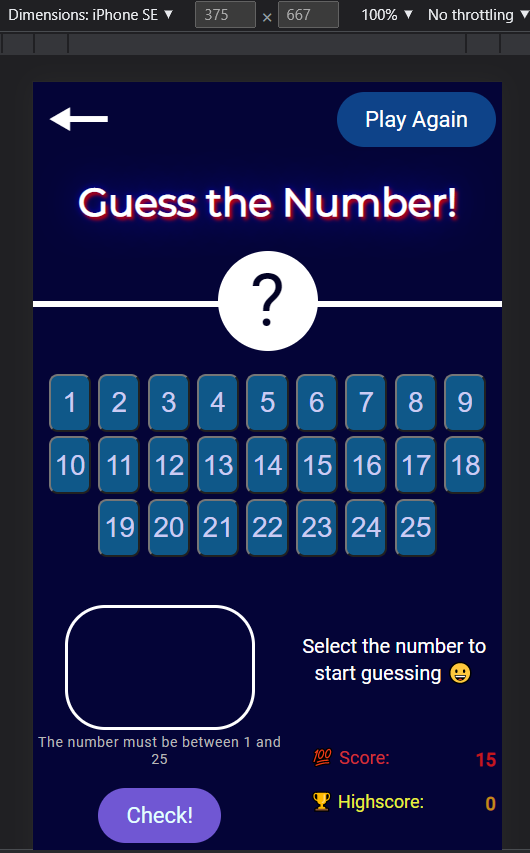 Dimensions: iPhone SE ▼ 375 × 667 100% ▼ No throttling ▼
Play Again
Guess the Number!
?
1 2 3 4 5 6 7 8 9
10 11 12 13 14 15 16 17 18
19 20 21 22 23 24 25
Select the number to
start guessing 😀
The number must be between 1 and
25
💯 Score: 15
🏆 Highscore: 0
Check!